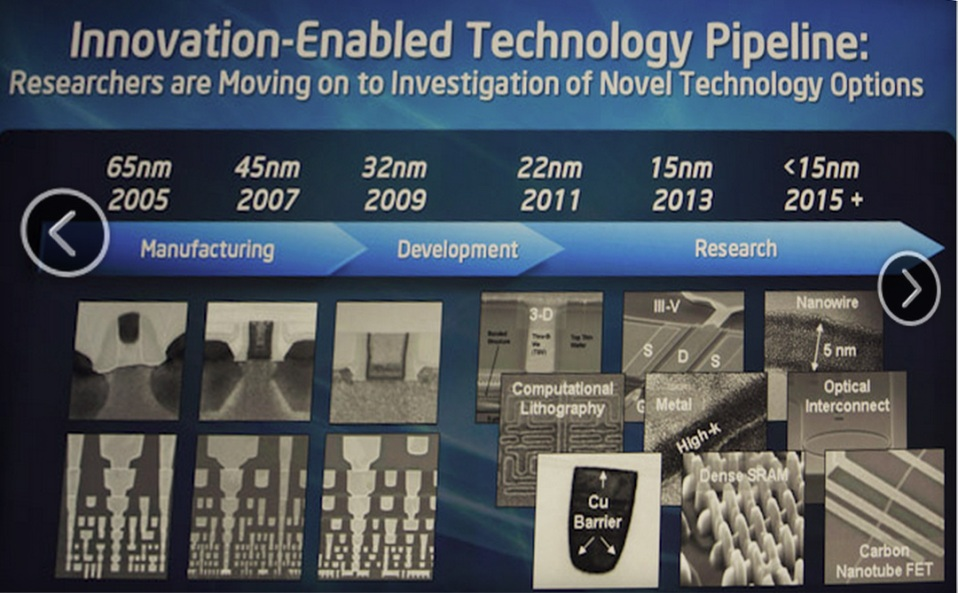 Innovation-Enabled Technology Pipeline:
Researchers are Moving on to Investigation of Novel Technology Options
65nm 45nm 32nm 22nm 15nm <15nm
2005 2007 2009 2011 2013 2015 +
Manufacturing Development Research
3-D III-V Nanowire
S D S 5 nm
Computational Lithography
G Metal
High-k
Optical
Interconnect
Cu
Barrier
Dense SRAM
Carbon
Nanotube FET